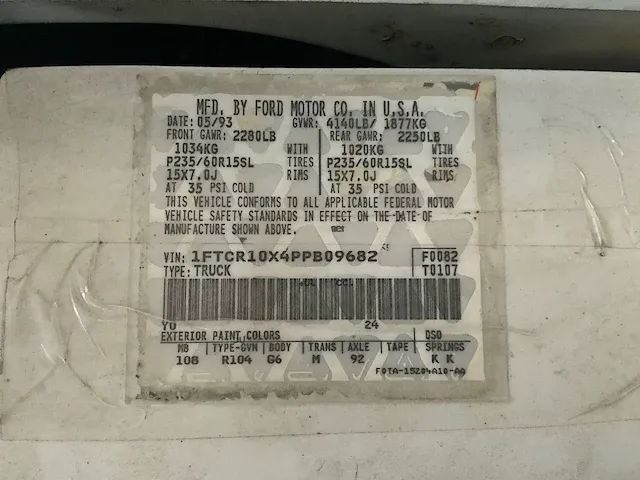 MFD. BY FORD MOTOR CO. IN U.S.A.
DATE: 05/93 GVWR: 4140LB/ 1877KG
FRONT GAWR: 2280LB REAR GAWR: 2250LB
1034KG WITH 1020KG WITH
P235/60R15SL TIRES P235/60R15SL TIRES
15X7.0J RIMS 15X7.0J RIMS
AT 35 PSI COLD AT 35 PSI COLD
THIS VEHICLE CONFORMS TO ALL APPLICABLE FEDERAL MOTOR
VEHICLE SAFETY STANDARDS IN EFFECT ON THE DATE OF
MANUFACTURE SHOWN ABOVE.
VIN: 1FTCR10X4PPB09682 F0082
TYPE: TRUCK T0107
YO 24
EXTERIOR PAINT COLORS DSO
WB TYPE-GVW BODY TRANS AXLE TAPE SPRINGS
108 R104 G6 M 92 K K
F0TA-15204A10-AA